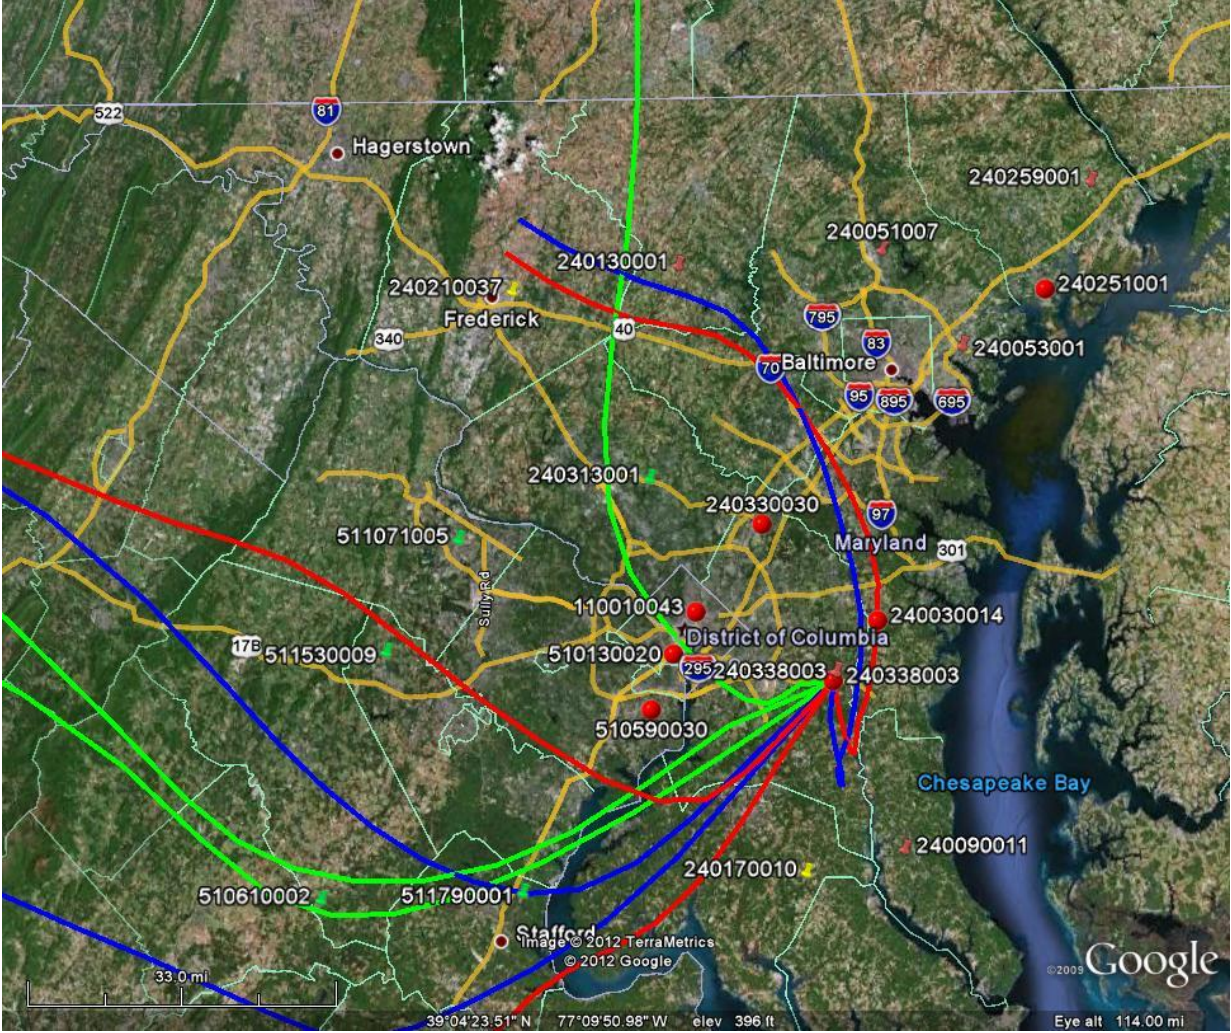 522
81
Hagerstown
240259001
240051007
240130001
240251001
240210037
Frederick
795
40
340
83
240053001
70
Baltimore
95
895
695
240313001
240330030
97
511071005
Maryland
301
Sully Rd
110010043
240030014
District of Columbia
17B
511530009
510130020
295
240338003
240338003
510590030
Chesapeake Bay
240090011
240170010
510610002
511790001
Stafford
Image © 2012 TerraMetrics
© 2012 Google
©2009 Google
33.0 mi
39°04'23.51" N 77°09'50.98" W elev 396 ft
Eye alt 114.00 mi